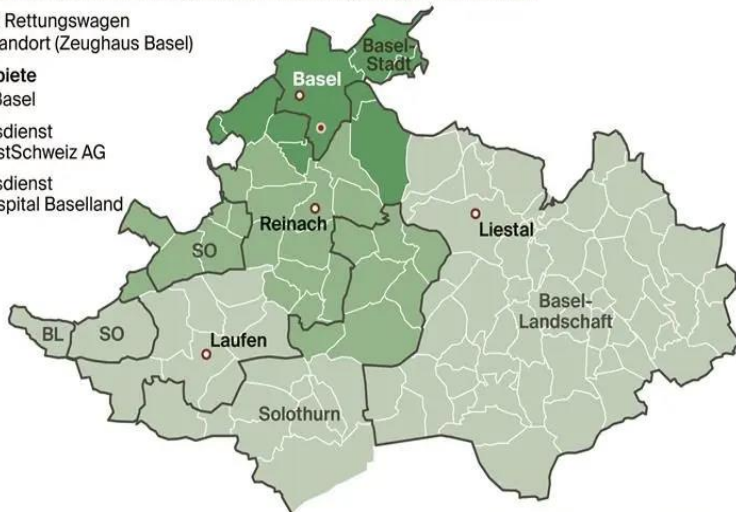 Rettungswagen
andort (Zeughaus Basel)
biete
Basel
sdienst
stSchweiz AG
sdienst
spital Baselland
Basel-
Stadt
Basel
Reinach
Liestal
SO
Basel-
Landschaft
BL
SO
Laufen
Solothurn